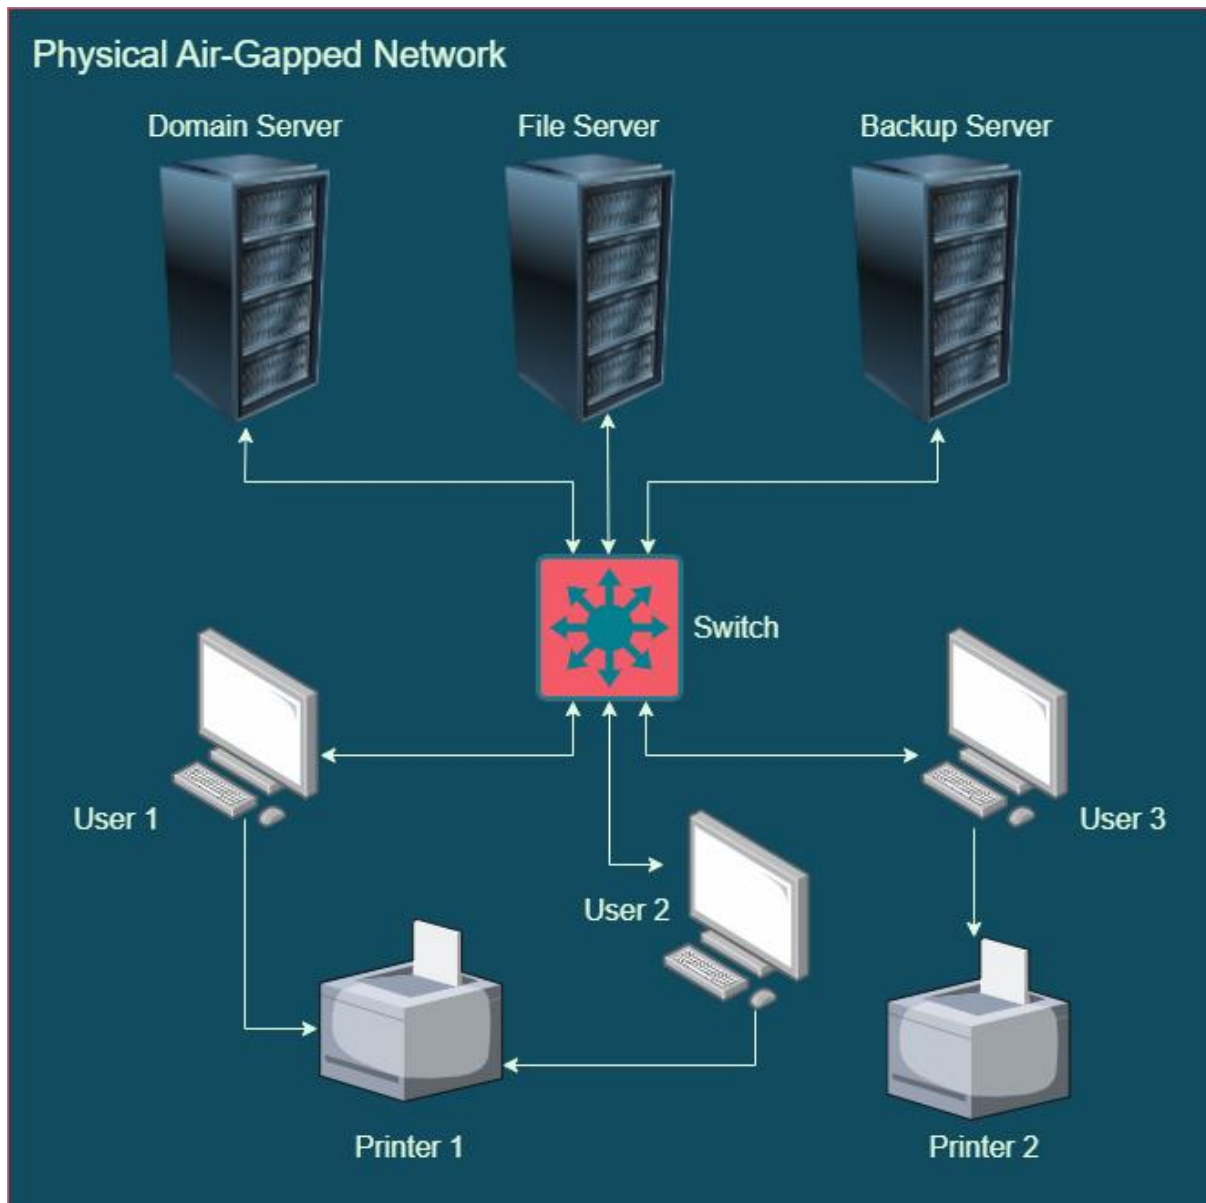 Physical Air-Gapped Network
Domain Server
File Server
Backup Server
Switch
User 1
User 3
User 2
Printer 1
Printer 2